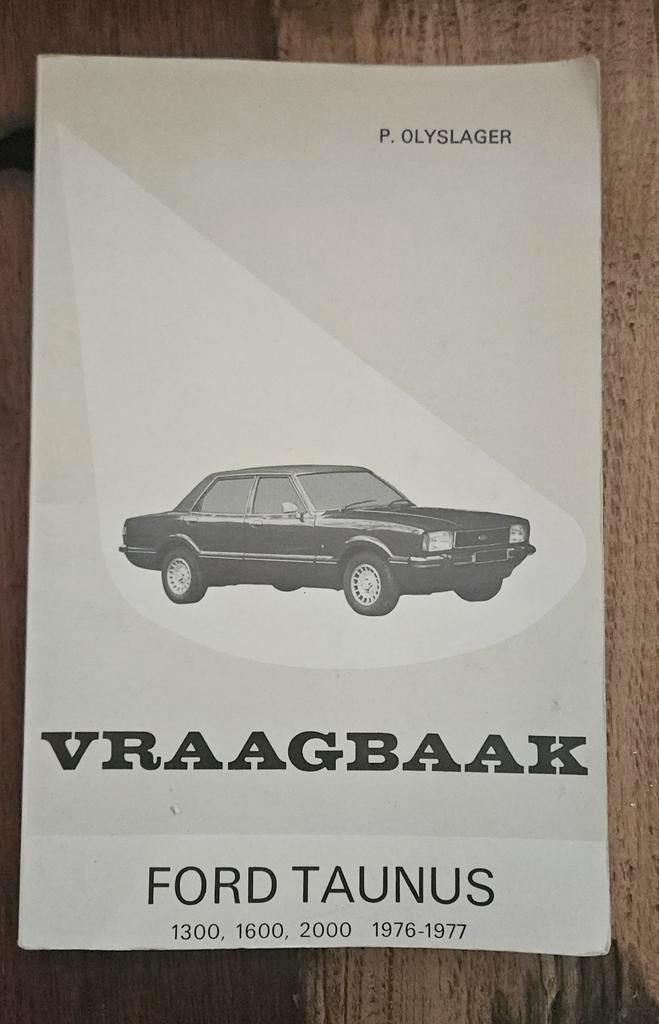 P. OLYSLAGER
VRAAGBAAK
FORD TAUNUS
1300, 1600, 2000 1976-1977